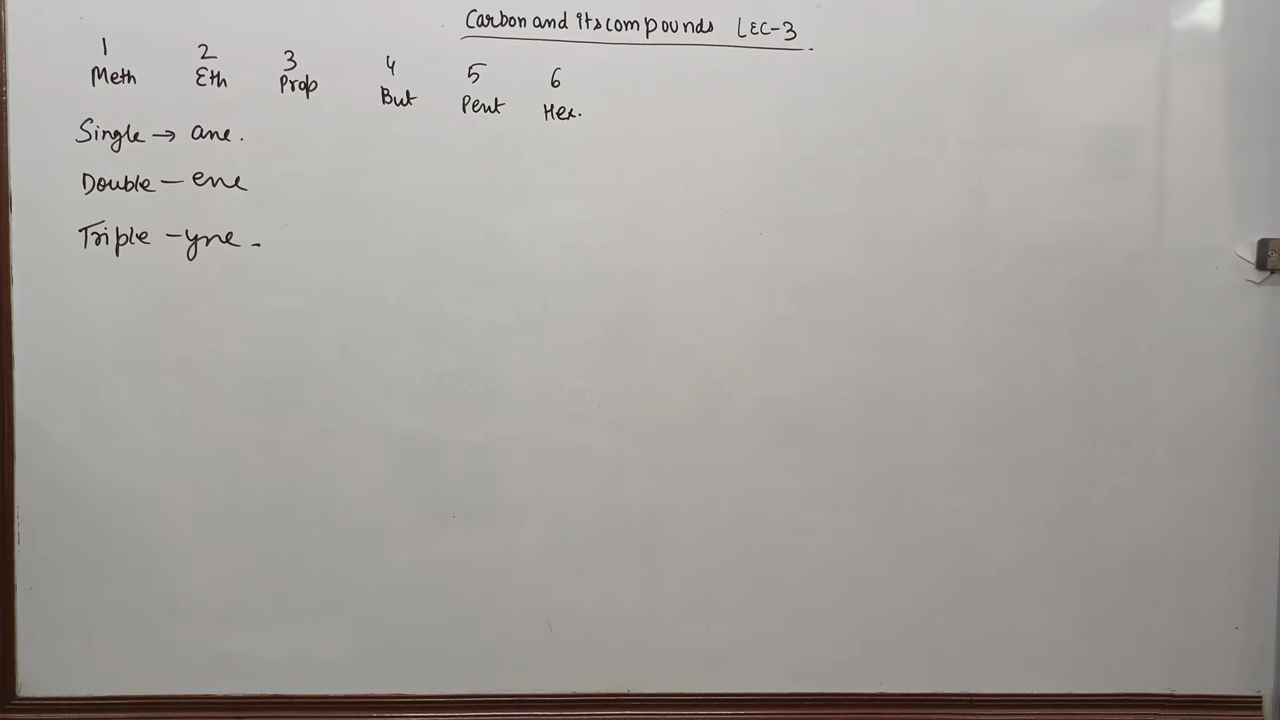 Carbon and its compounds LEC-3
1 2 3 4 5 6
Meth Eth Prop But Pent Hex.
Single → ane.
Double — ene
Triple - yne -